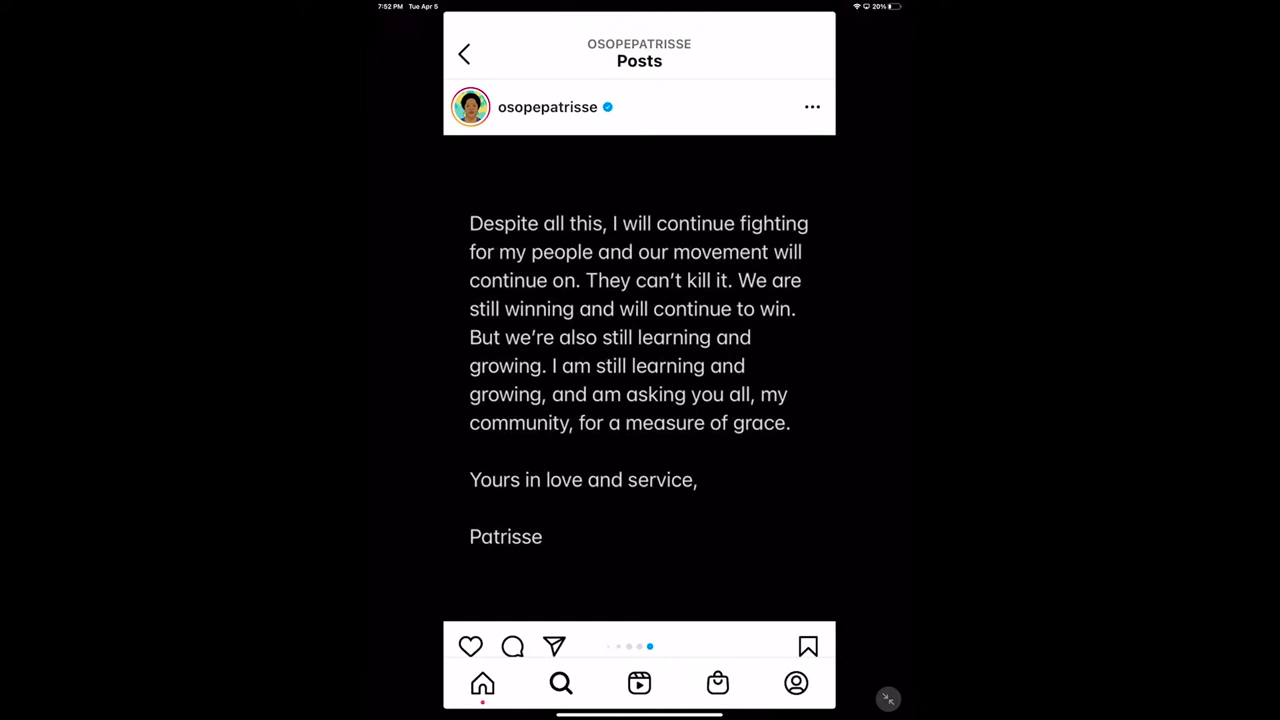 7:52 PM Tue Apr 5
20%
OSOPEPATRISSE
Posts
osopepatrisse
Despite all this, I will continue fighting
for my people and our movement will
continue on. They can't kill it. We are
still winning and will continue to win.
But we're also still learning and
growing. I am still learning and
growing, and am asking you all, my
community, for a measure of grace.
Yours in love and service,
Patrisse